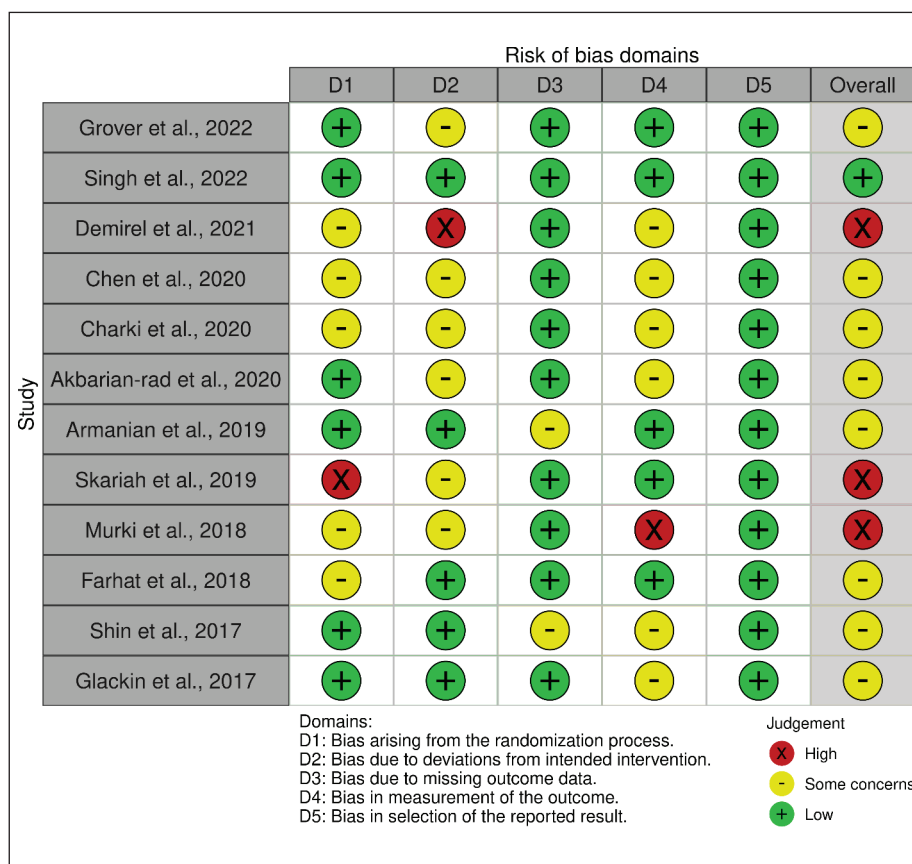 Risk of bias domains
D1 D2 D3 D4 D5 Overall
Study
Grover et al., 2022 + - + + + -
Singh et al., 2022 + + + + + +
Demirel et al., 2021 - X + - + X
Chen et al., 2020 - - + - + -
Charki et al., 2020 - - + - + -
Akbarian-rad et al., 2020 + - + - + -
Armanian et al., 2019 + + - + + -
Skariah et al., 2019 X - + + + X
Murki et al., 2018 - - + X + X
Farhat et al., 2018 - + + + + -
Shin et al., 2017 + + - - + -
Glackin et al., 2017 + + + - + -
Domains:
D1: Bias arising from the randomization process.
D2: Bias due to deviations from intended intervention.
D3: Bias due to missing outcome data.
D4: Bias in measurement of the outcome.
D5: Bias in selection of the reported result.
Judgement
X High
- Some concerns
+ Low